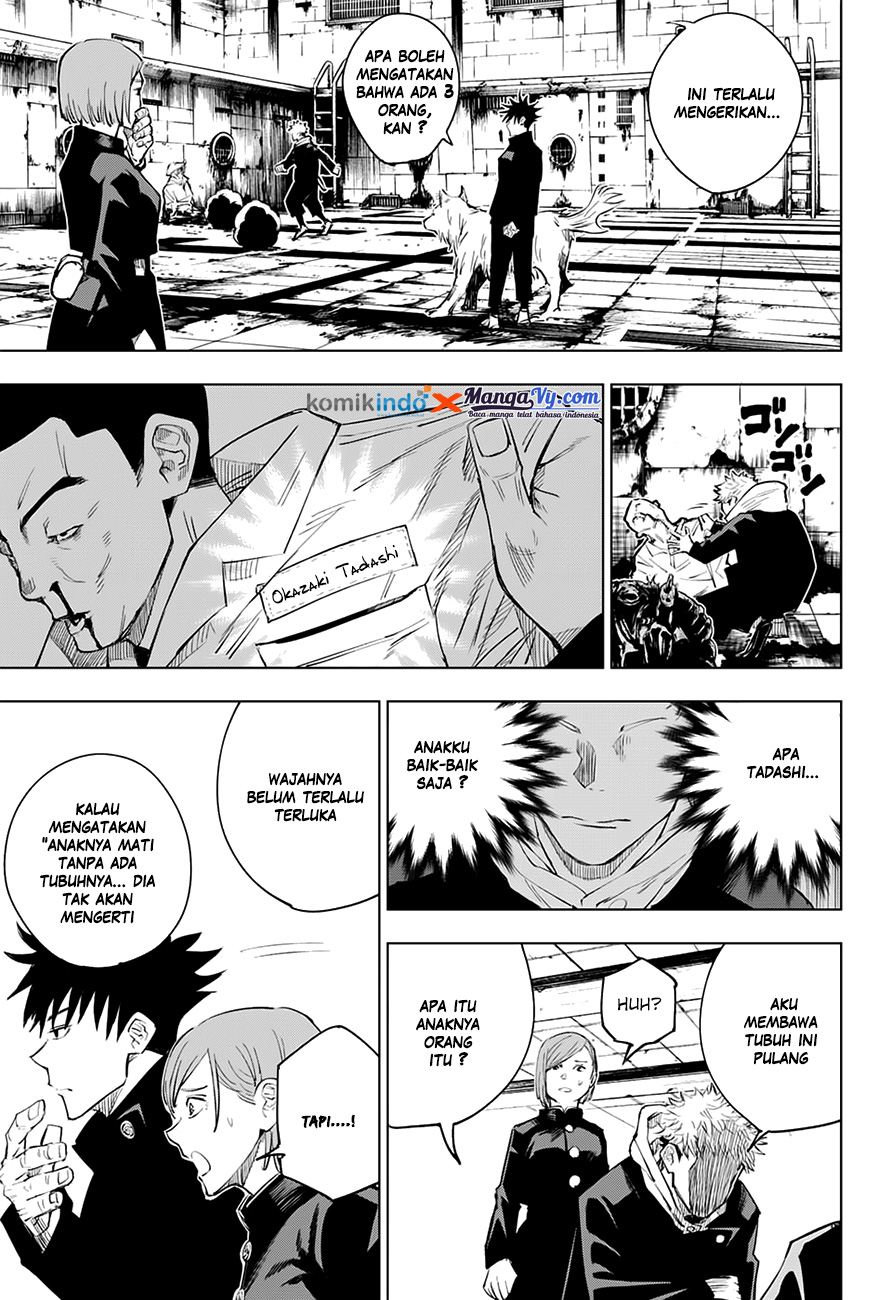 INI TERLALU
MENGERIKAN...
APA BOLEH
MENGATAKAN
BAHWA ADA 3
ORANG,
KAN ?
ゴソ
ゴソ
komikindo X MangaVy.com
Baca manga telat bahasa indonesia
Okazaki Tadashi
APA
TADASHI...
ANAKKU
BAIK-BAIK
SAJA ?
AKU
MEMBAWA
TUBUH INI
PULANG
HUH?
APA ITU
ANAKNYA
ORANG
ITU ?
WAJAHNYA
BELUM TERLALU
TERLUKA
KALAU
MENGATAKAN
"ANAKNYA MATI
TANPA ADA
TUBUHNYA... DIA
TAK AKAN
MENGERTI
TAPI....!